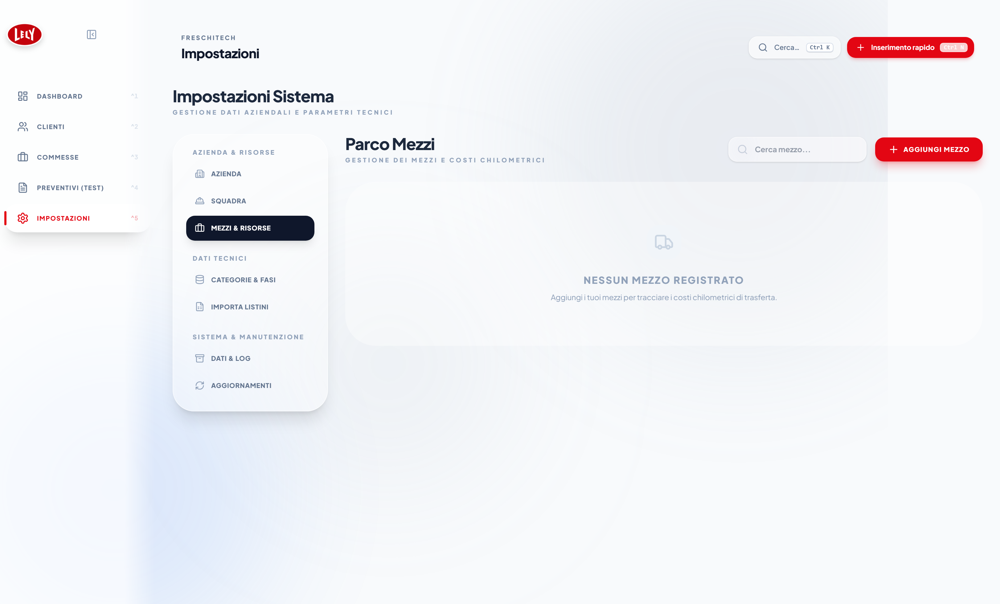 LELY
FRESCHITECH
Impostazioni
Cerca... Ctrl K
Inserimento rapido Ctrl N
DASHBOARD ^1
CLIENTI ^2
COMMESSE ^3
PREVENTIVI (TEST) ^4
IMPOSTAZIONI ^5
Impostazioni Sistema
GESTIONE DATI AZIENDALI E PARAMETRI TECNICI
AZIENDA & RISORSE
AZIENDA
SQUADRA
MEZZI & RISORSE
DATI TECNICI
CATEGORIE & FASI
IMPORTA LISTINI
SISTEMA & MANUTENZIONE
DATI & LOG
AGGIORNAMENTI
Parco Mezzi
GESTIONE DEI MEZZI E COSTI CHILOMETRICI
Cerca mezzo...
AGGIUNGI MEZZO
NESSUN MEZZO REGISTRATO
Aggiungi i tuoi mezzi per tracciare i costi chilometrici di trasferta.